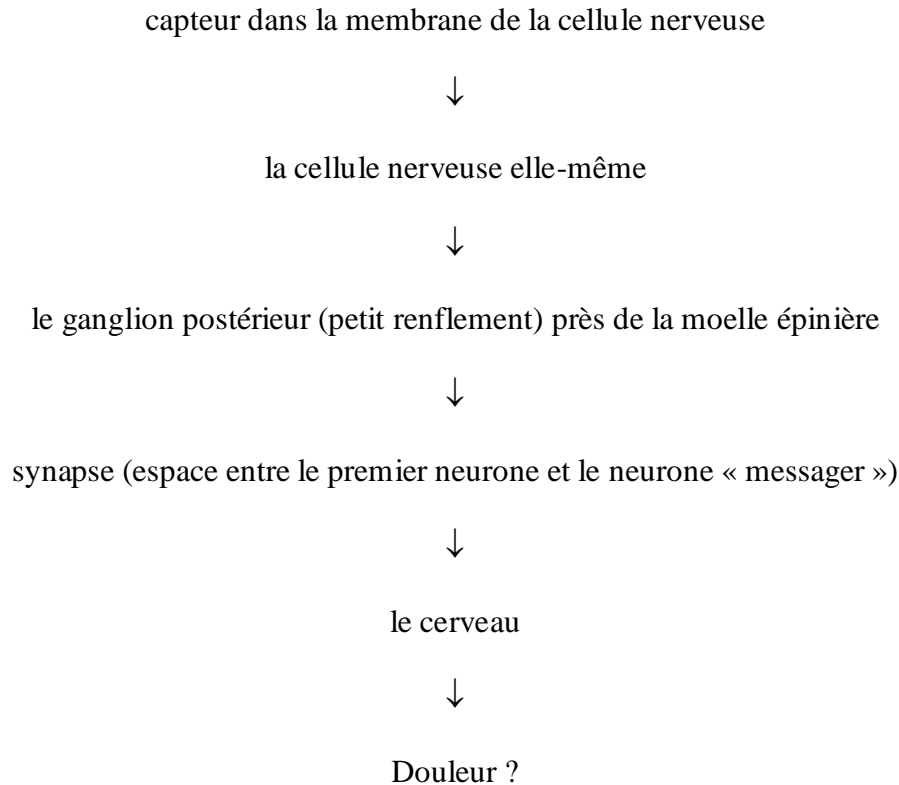 capteur dans la membrane de la cellule nerveuse
↓
la cellule nerveuse elle-même
↓
le ganglion postérieur (petit renflement) près de la moelle épinière
↓
synapse (espace entre le premier neurone et le neurone « messager »)
↓
le cerveau
↓
Douleur ?